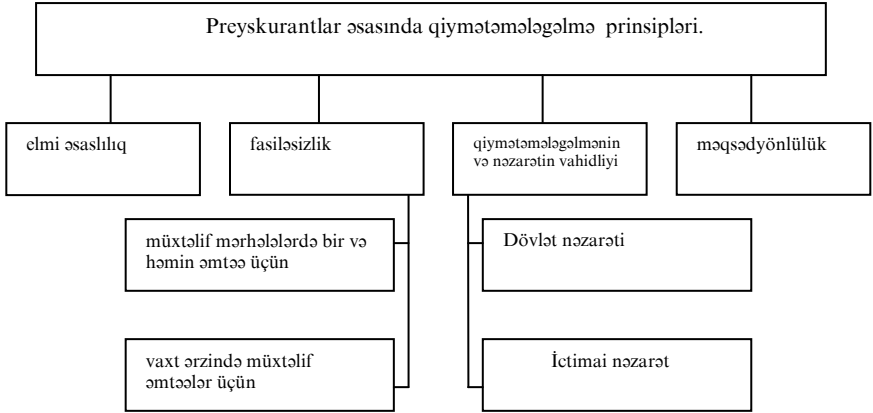 Preyskurantlar əsasında qiymətəmələgəlmə prinsipləri.
elmi əsaslılıq
fasiləsizlik
qiymətəmələgəlmənin
və nəzarətin vahidliyi
məqsədyönlülük
müxtəlif mərhələlərdə bir və
həmin əmtəə üçün
Dövlət nəzarəti
vaxt ərzində müxtəlif
əmtəələr üçün
İctimai nəzarət